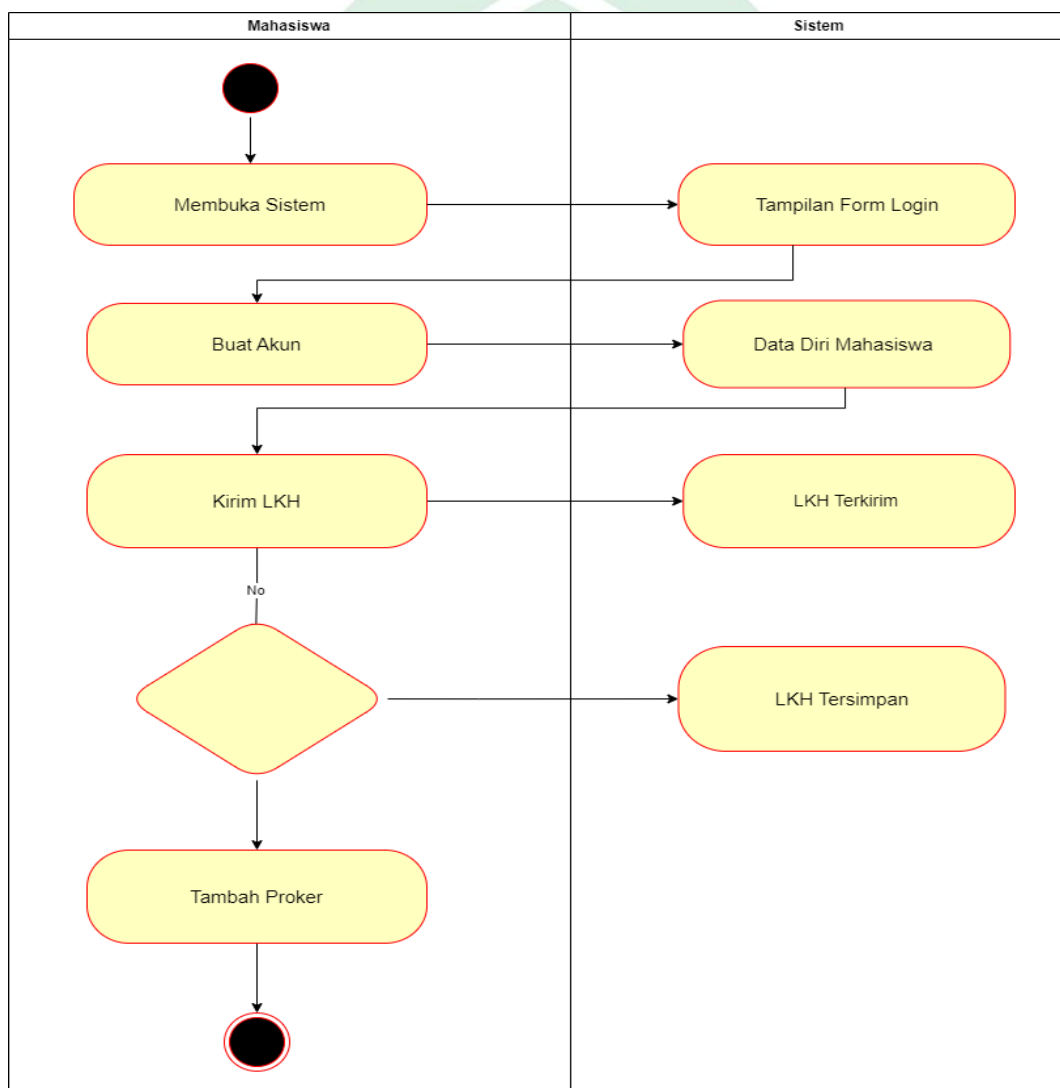 Mahasiswa
Sistem
Membuka Sistem
Tampilan Form Login
Buat Akun
Data Diri Mahasiswa
Kirim LKH
LKH Terkirim
No
LKH Tersimpan
Tambah Proker